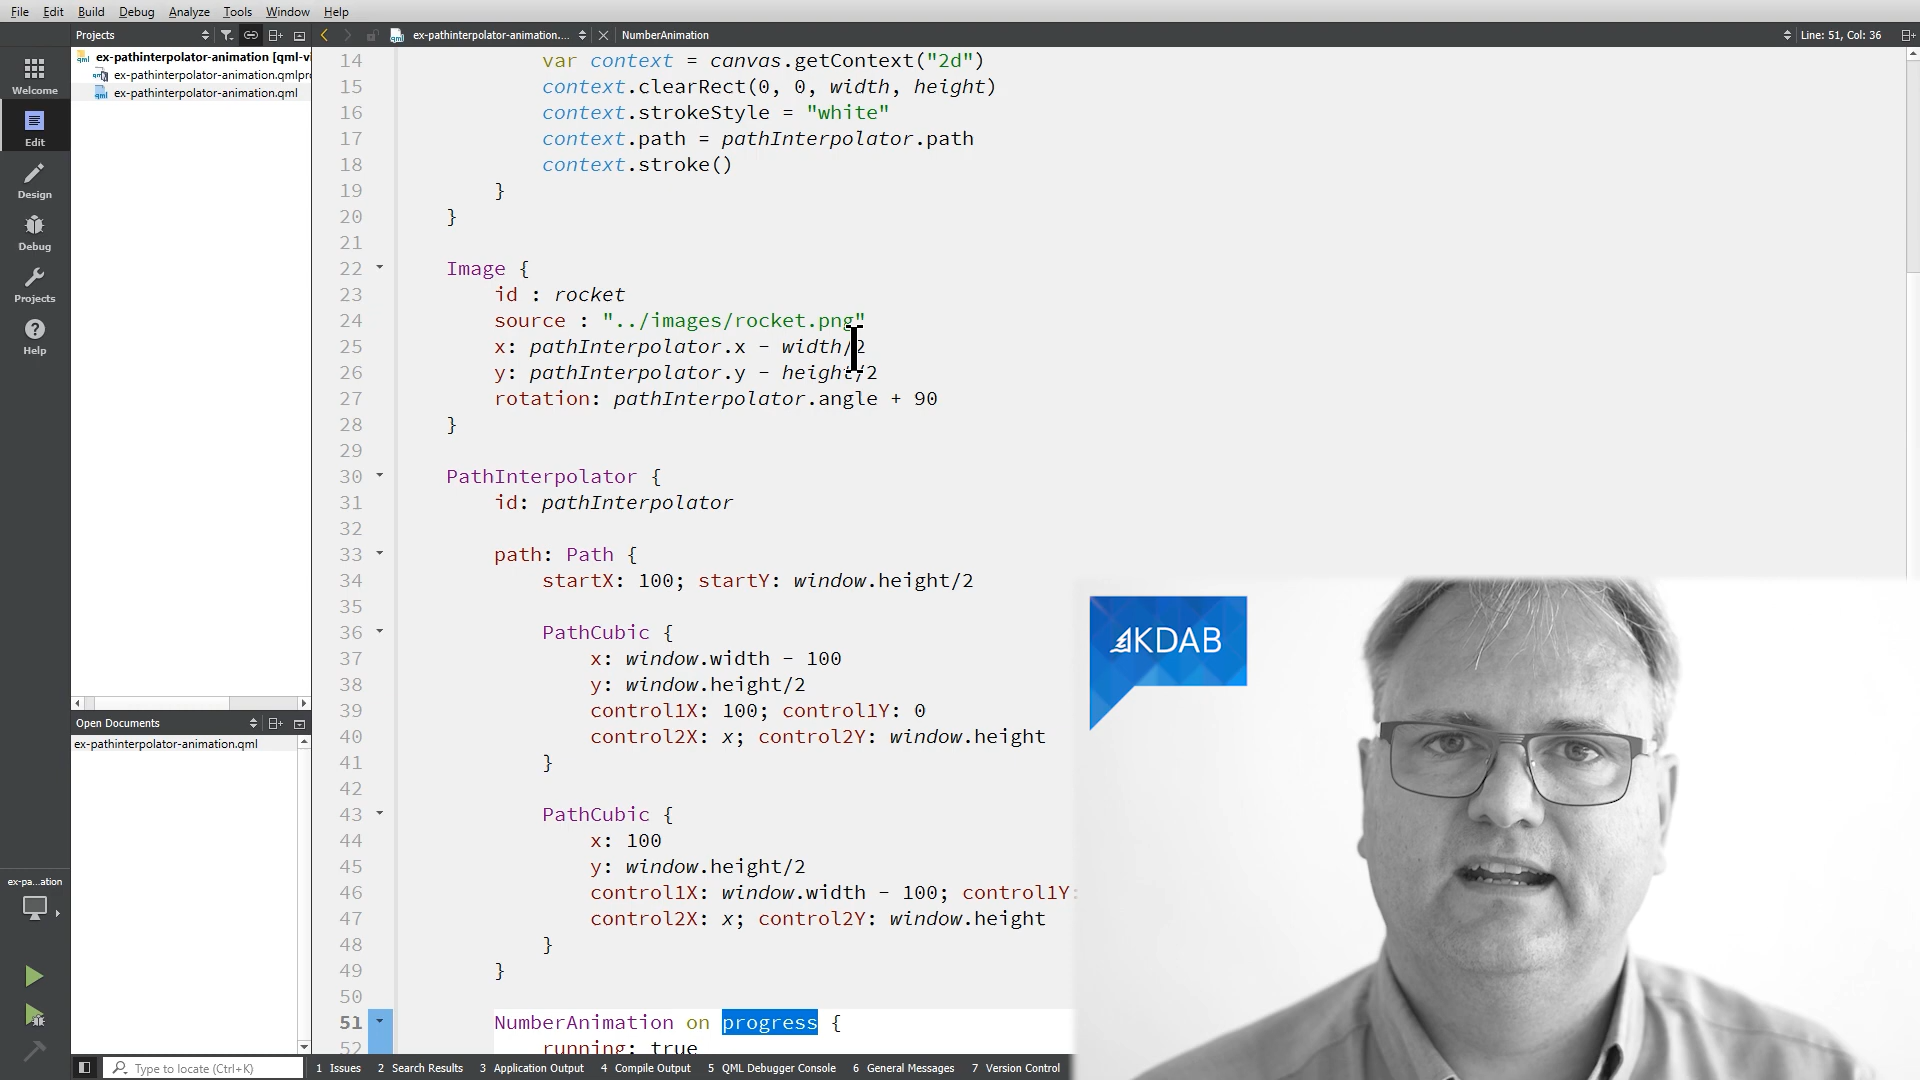 File Edit Build Debug Analyze Tools Window Help
Projects
ex-pathinterpolator-animation.... NumberAnimation Line: 51, Col: 36
ex-pathinterpolator-animation [qml-vi
ex-pathinterpolator-animation.qmlpro
ex-pathinterpolator-animation.qml
Welcome
Edit
Design
Debug
Projects
Help
14 var context = canvas.getContext("2d")
15 context.clearRect(0, 0, width, height)
16 context.strokeStyle = "white"
17 context.path = pathInterpolator.path
18 context.stroke()
19 }
20 }
21
22 Image {
23 id : rocket
24 source : "../images/rocket.png"
25 x: pathInterpolator.x - width/2
26 y: pathInterpolator.y - height/2
27 rotation: pathInterpolator.angle + 90
28 }
29
30 PathInterpolator {
31 id: pathInterpolator
32
33 path: Path {
34 startX: 100; startY: window.height/2
35
36 PathCubic {
37 x: window.width - 100
38 y: window.height/2
39 control1X: 100; control1Y: 0
40 control2X: x; control2Y: window.height
41 }
42
43 PathCubic {
44 x: 100
45 y: window.height/2
46 control1X: window.width - 100; control1Y:
47 control2X: x; control2Y: window.height
48 }
49 }
50
51 NumberAnimation on progress {
52 running: true
Open Documents
ex-pathinterpolator-animation.qml
ex-pa...ation
Type to locate (Ctrl+K)
1 Issues 2 Search Results 3 Application Output 4 Compile Output 5 QML Debugger Console 6 General Messages 7 Version Control
KDAB